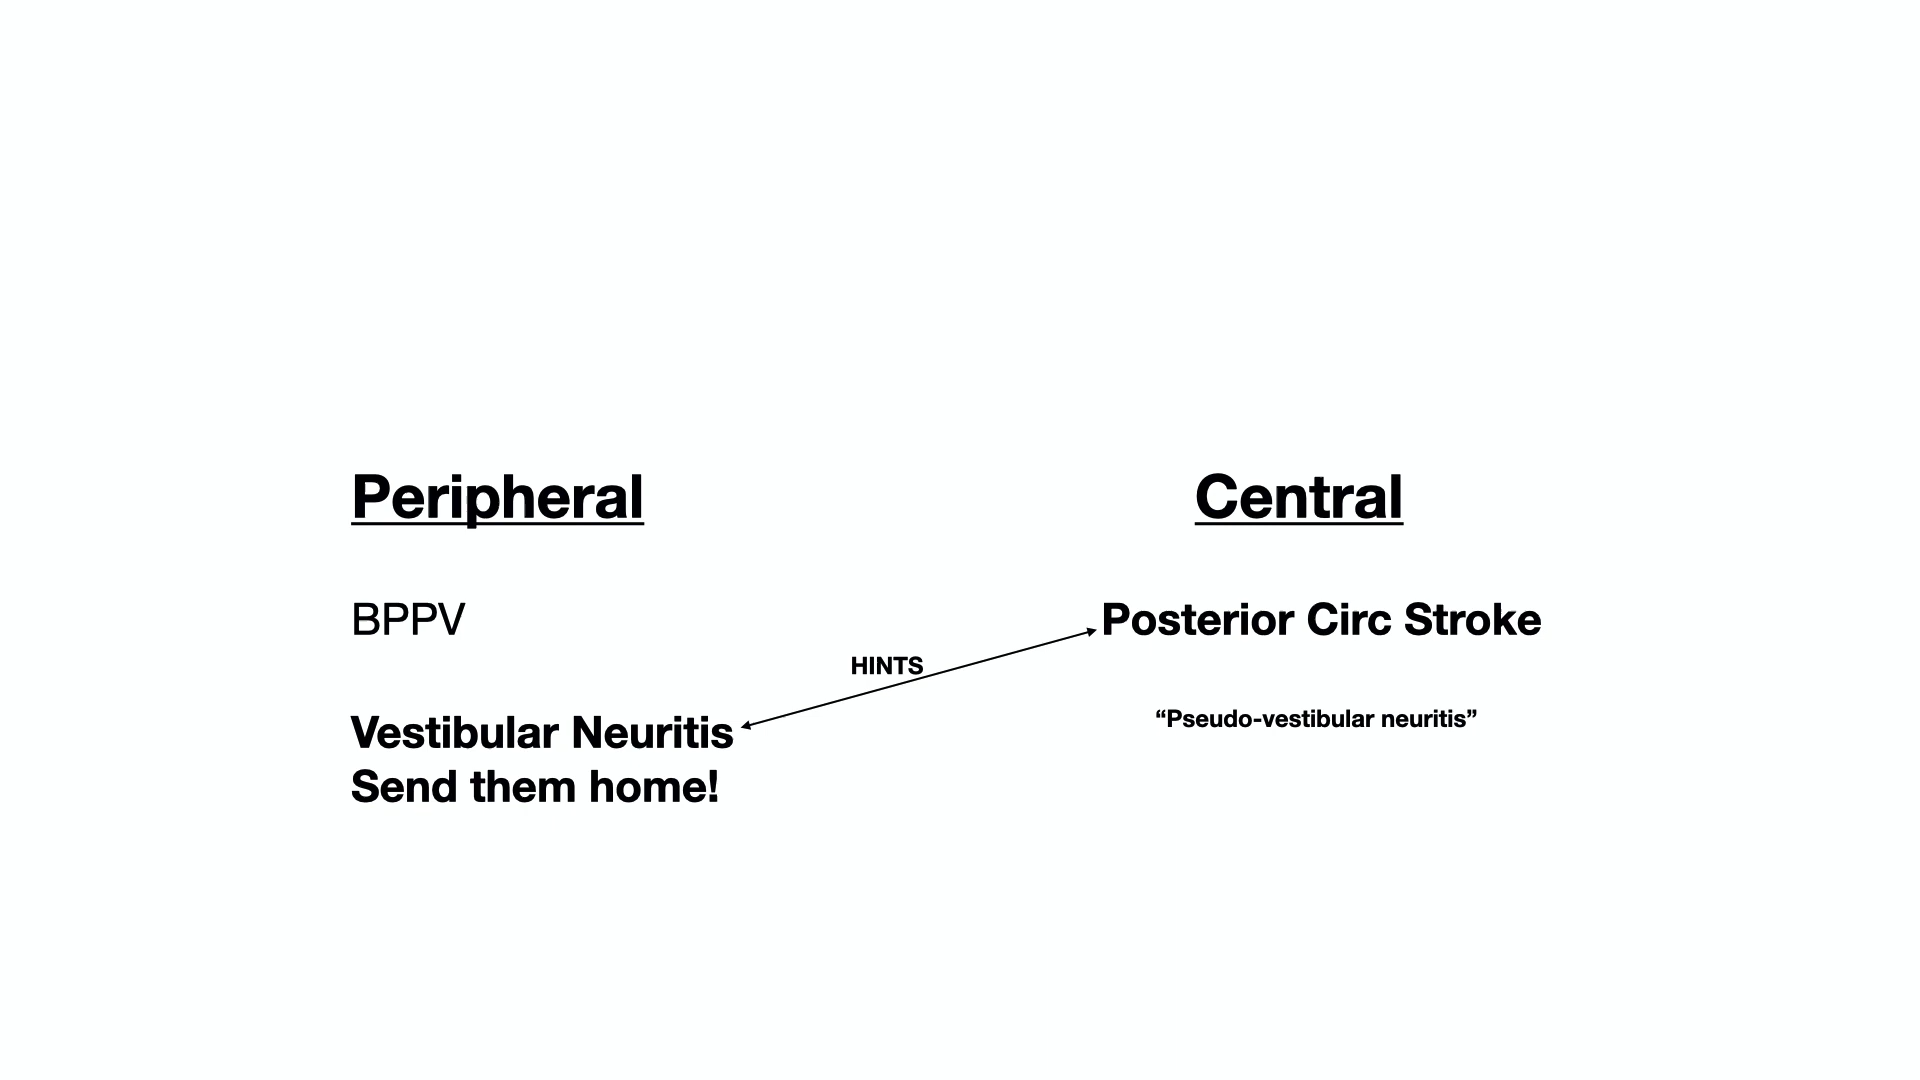 Peripheral
Central
BPPV
Posterior Circ Stroke
HINTS
Vestibular Neuritis
Send them home!
“Pseudo-vestibular neuritis”